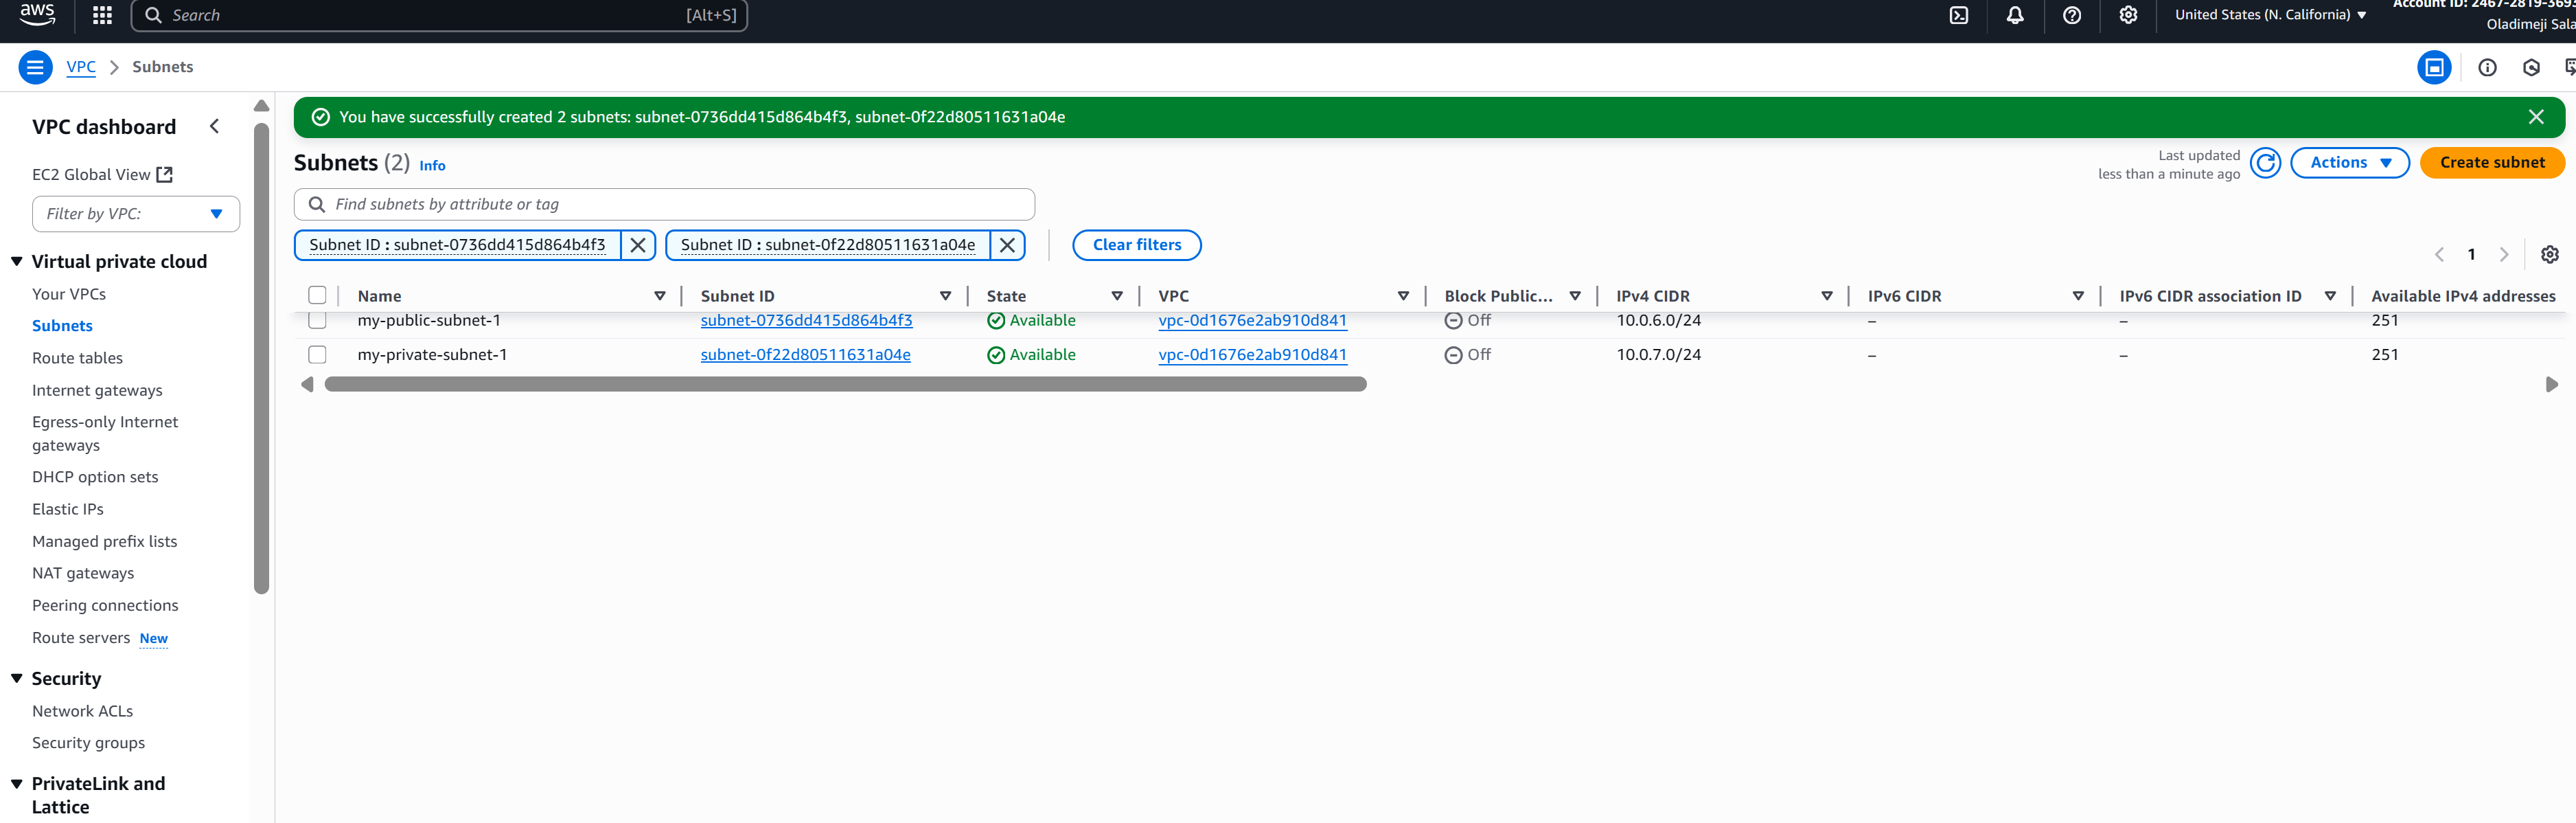 aws
Search [Alt+S]
United States (N. California)
Account ID: 2467-2819-369
Oladimeji Sala
VPC > Subnets
VPC dashboard
EC2 Global View
Filter by VPC:
Virtual private cloud
Your VPCs
Subnets
Route tables
Internet gateways
Egress-only Internet
gateways
DHCP option sets
Elastic IPs
Managed prefix lists
NAT gateways
Peering connections
Route servers New
Security
Network ACLs
Security groups
PrivateLink and
Lattice
You have successfully created 2 subnets: subnet-0736dd415d864b4f3, subnet-0f22d80511631a04e
Subnets (2) Info
Last updated
less than a minute ago
Actions
Create subnet
Find subnets by attribute or tag
Subnet ID : subnet-0736dd415d864b4f3
Subnet ID : subnet-0f22d80511631a04e
Clear filters
1
Name Subnet ID State VPC Block Public... IPv4 CIDR IPv6 CIDR IPv6 CIDR association ID Available IPv4 addresses
my-public-subnet-1 subnet-0736dd415d864b4f3 Available vpc-0d1676e2ab910d841 Off 10.0.6.0/24 – – 251
my-private-subnet-1 subnet-0f22d80511631a04e Available vpc-0d1676e2ab910d841 Off 10.0.7.0/24 – – 251